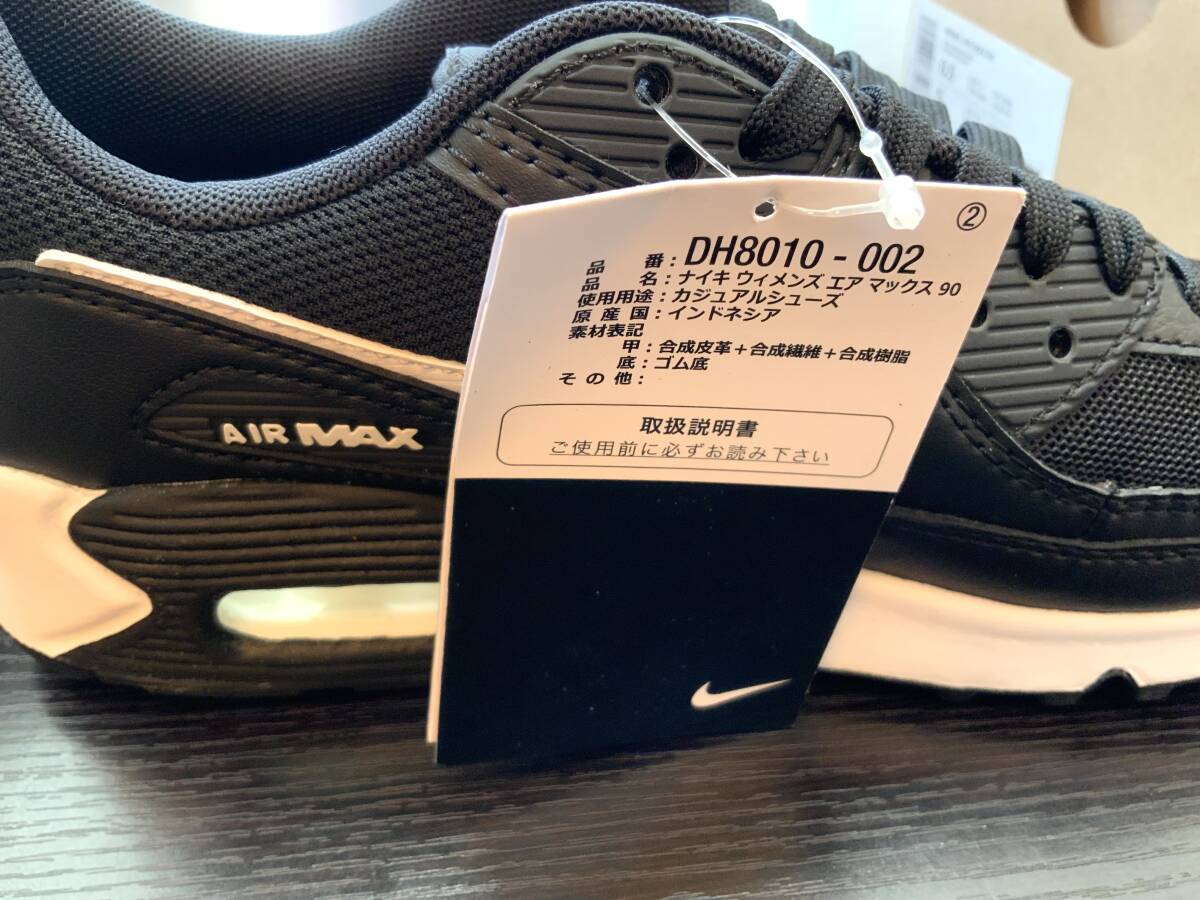 ②
品番：DH8010 - 002
品名：ナイキ ウィメンズ エア マックス 90
使用用途：カジュアルシューズ
原産国：インドネシア
素材表記
甲：合成皮革＋合成繊維＋合成樹脂
底：ゴム底
その他：
取扱説明書
ご使用前に必ずお読み下さい
AIR MAX